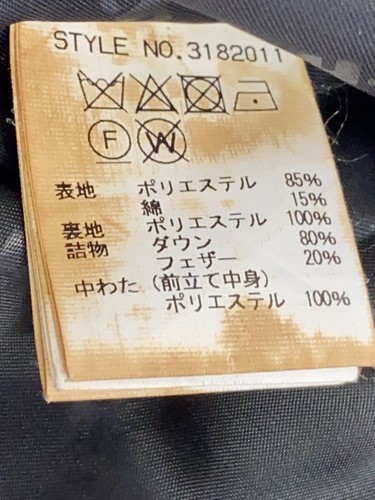 STYLE NO.3182011
F W
表地 ポリエステル 85%
綿 15%
裏地 ポリエステル 100%
詰物 ダウン 80%
フェザー 20%
中わた (前立て中身)
ポリエステル 100%